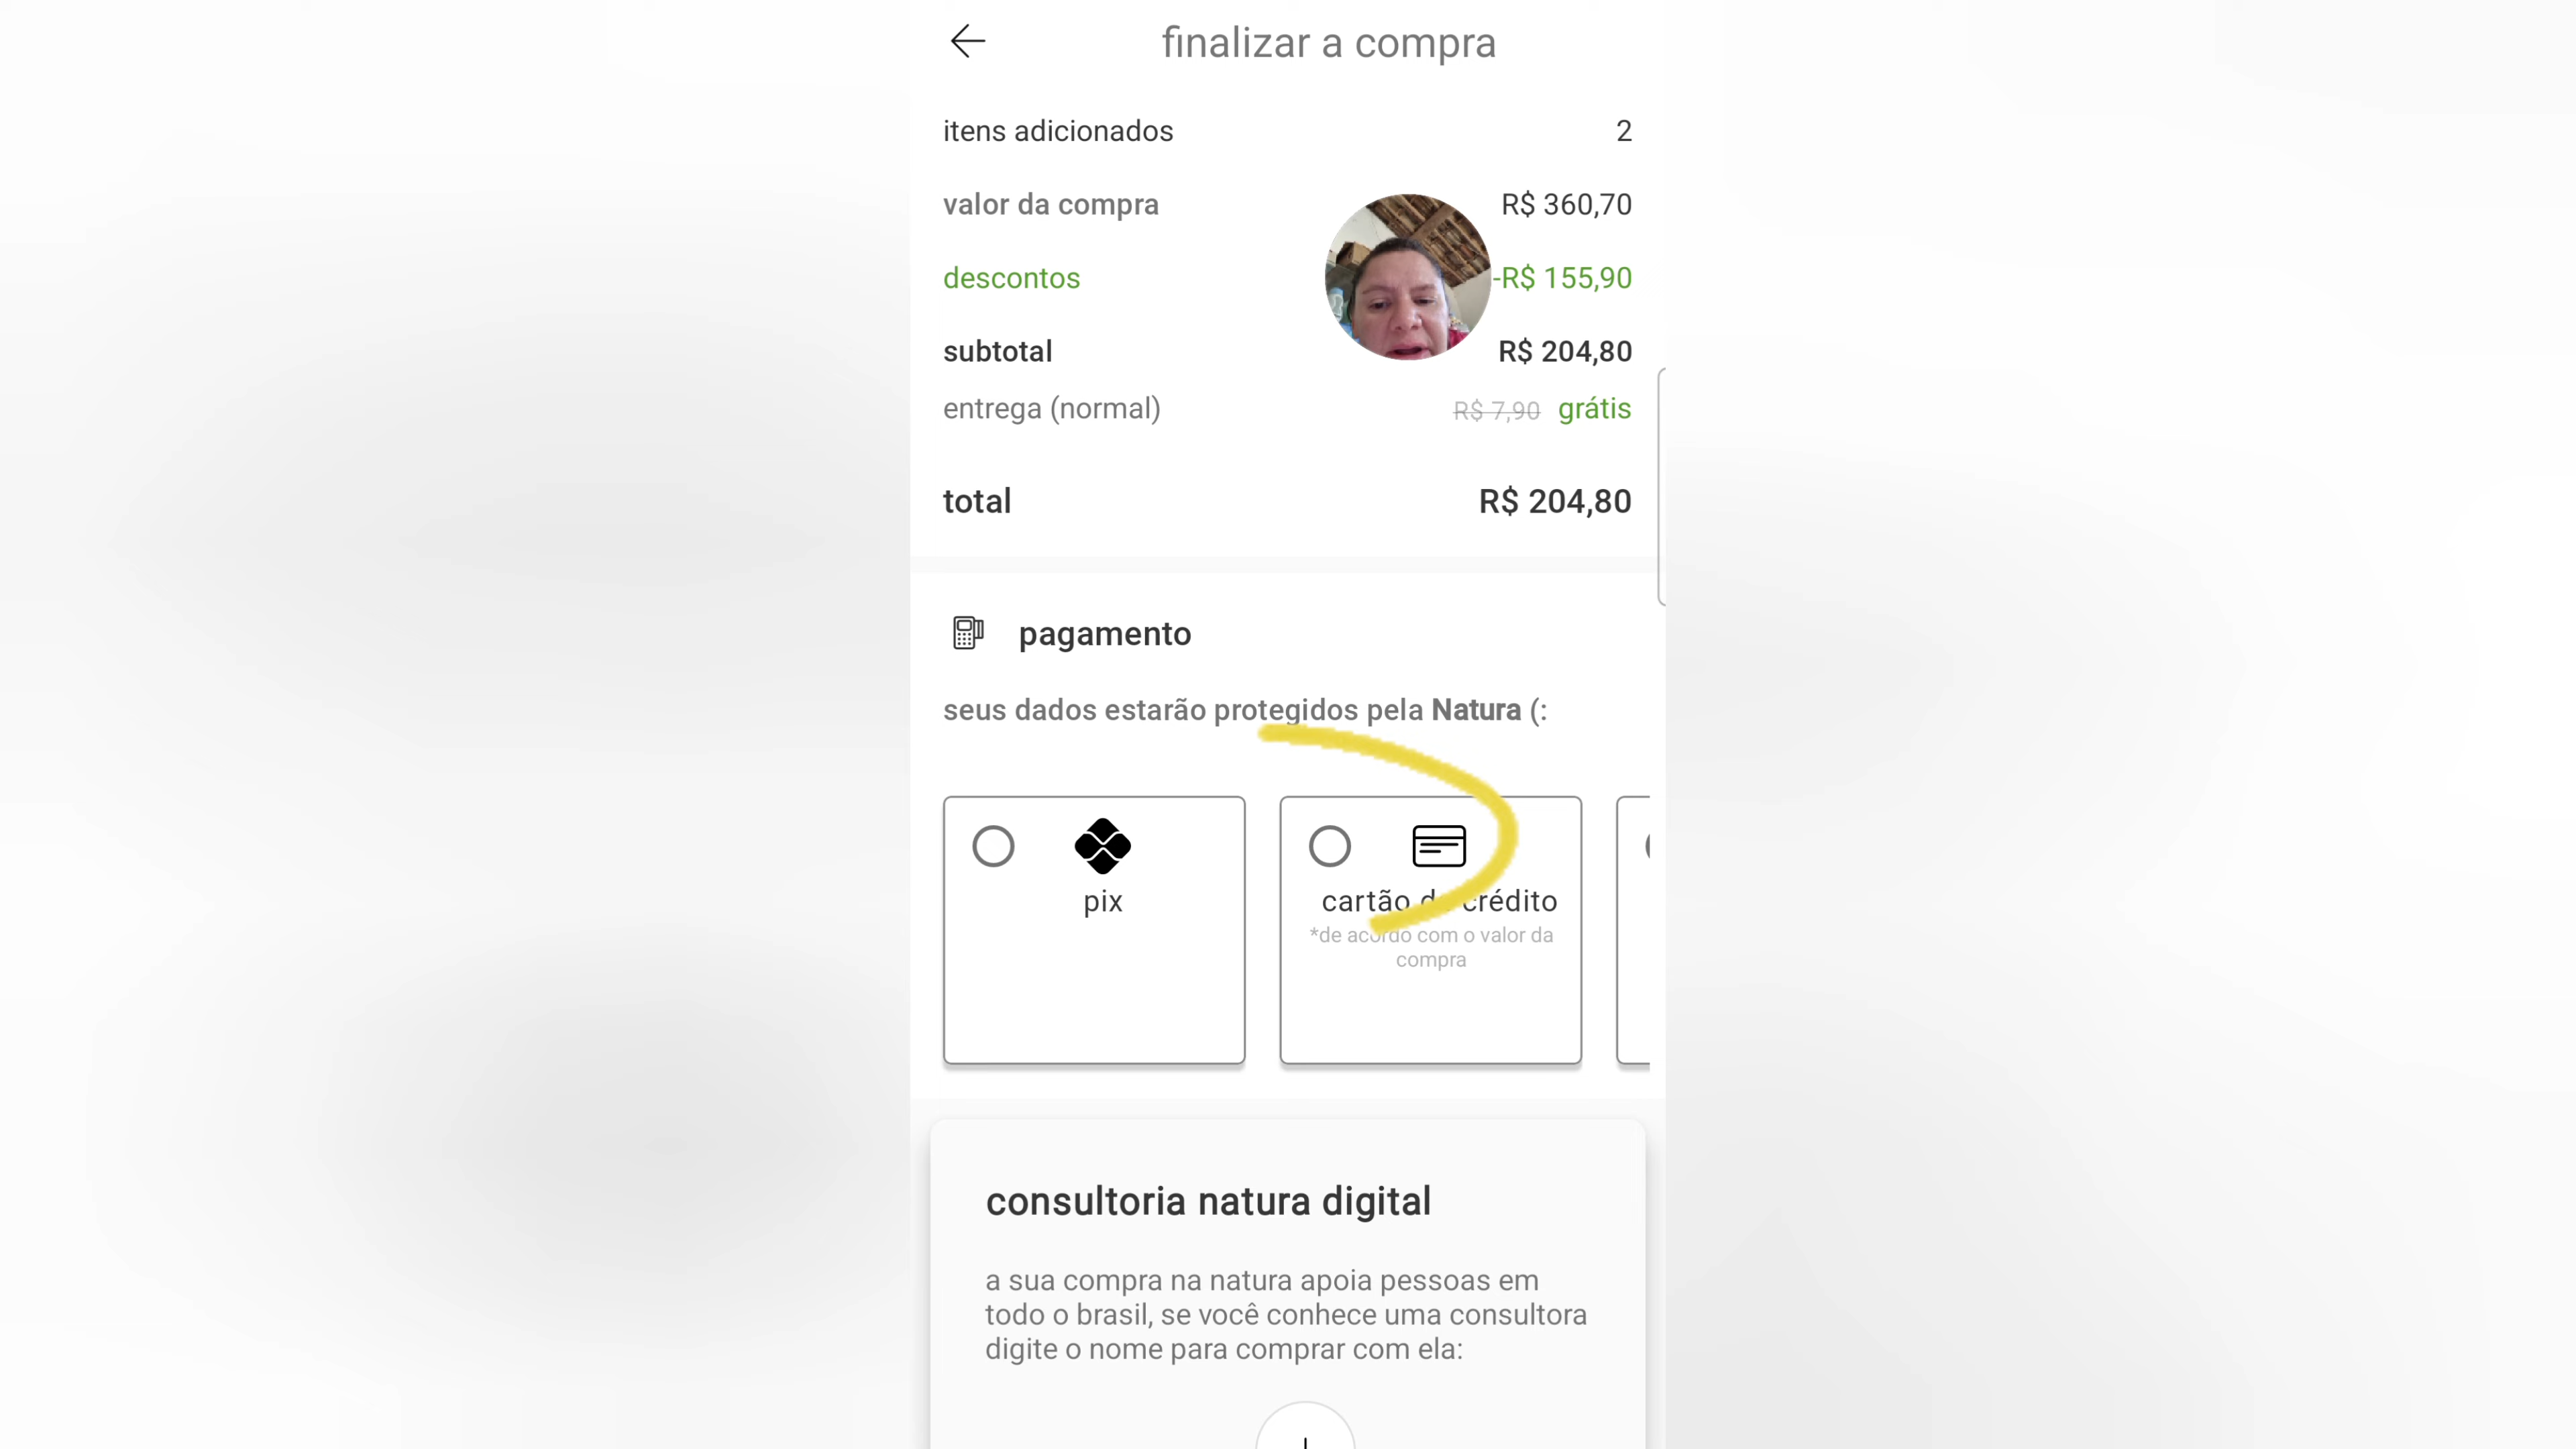 finalizar a compra
itens adicionados 2
valor da compra R$ 360,70
descontos -R$ 155,90
subtotal R$ 204,80
entrega (normal) R$ 7,90 grátis
total R$ 204,80
pagamento
seus dados estarão protegidos pela Natura (:
pix
cartão de crédito
*de acordo com o valor da
compra
consultoria natura digital
a sua compra na natura apoia pessoas em
todo o brasil, se você conhece uma consultora
digite o nome para comprar com ela: